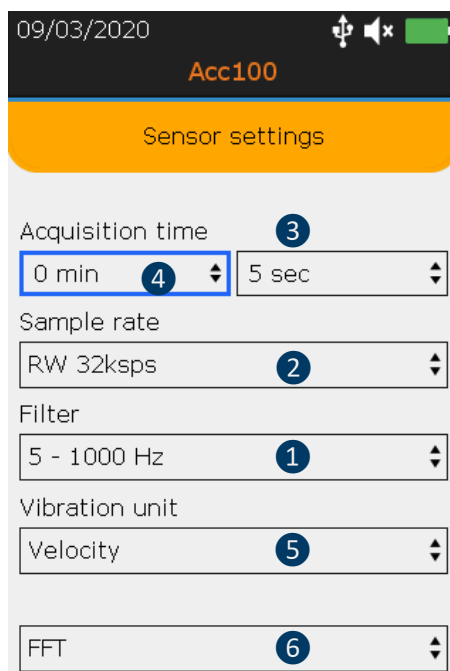 09/03/2020
Acc100
Sensor settings
Acquisition time 3
0 min 4 5 sec
Sample rate
RW 32ksps 2
Filter
5 - 1000 Hz 1
Vibration unit
Velocity 5
FFT 6